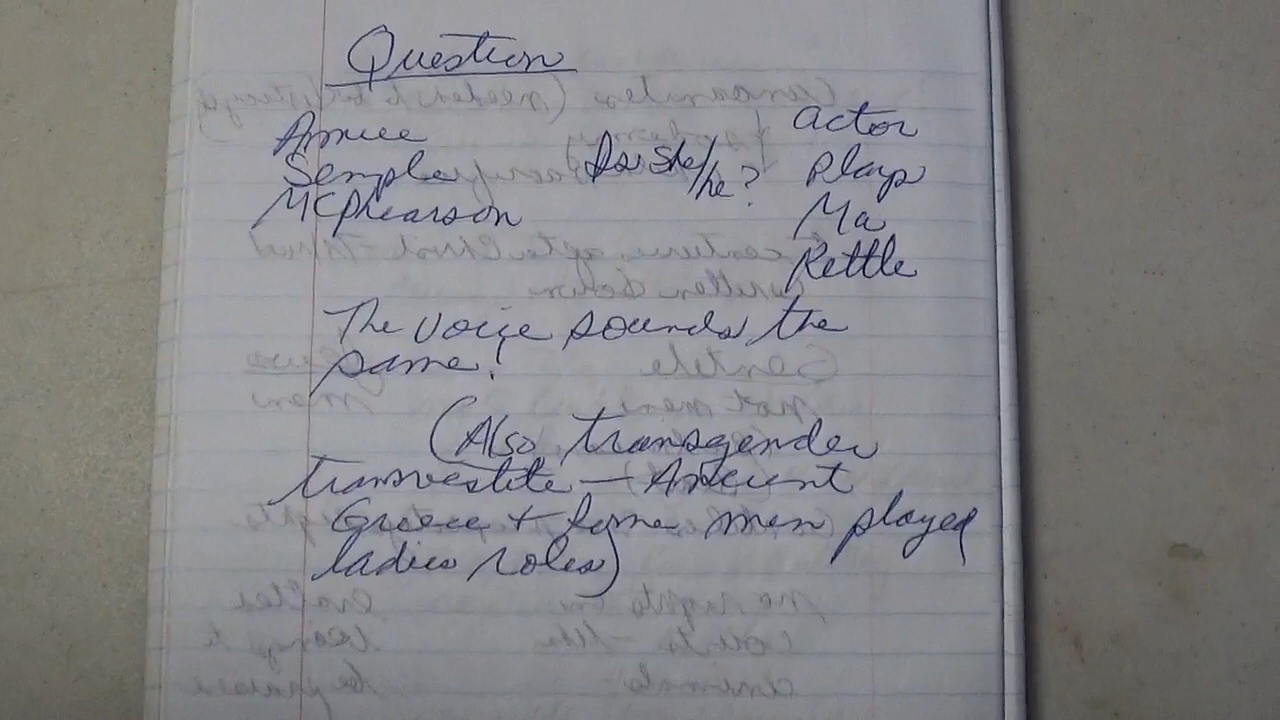 Question
Aimee
Semple
McPhearson
Is she/he?
actor
plays
Ma
Kettle
The voice sounds the
same!
(Also transgender
transvestite - Ancient
Greece + Rome men played
ladies roles)